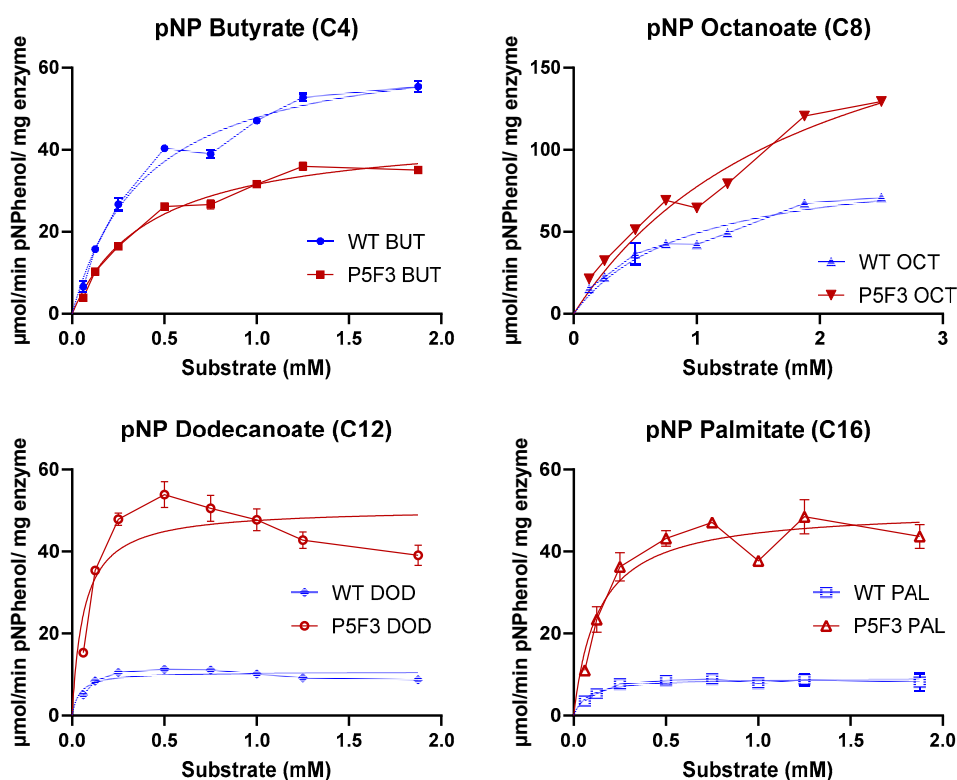 pNP Butyrate (C4)
µmol/min pNPhenol/ mg enzyme
60
40
20
0
0.0
0.5
1.0
1.5
2.0
Substrate (mM)
WT BUT
P5F3 BUT
pNP Octanoate (C8)
µmol/min pNPhenol/ mg enzyme
150
100
50
0
0
1
2
3
Substrate (mM)
WT OCT
P5F3 OCT
pNP Dodecanoate (C12)
µmol/min pNPhenol/ mg enzyme
60
40
20
0
0.0
0.5
1.0
1.5
2.0
Substrate (mM)
WT DOD
P5F3 DOD
pNP Palmitate (C16)
µmol/min pNPhenol/ mg enzyme
60
40
20
0
0.0
0.5
1.0
1.5
2.0
Substrate (mM)
WT PAL
P5F3 PAL